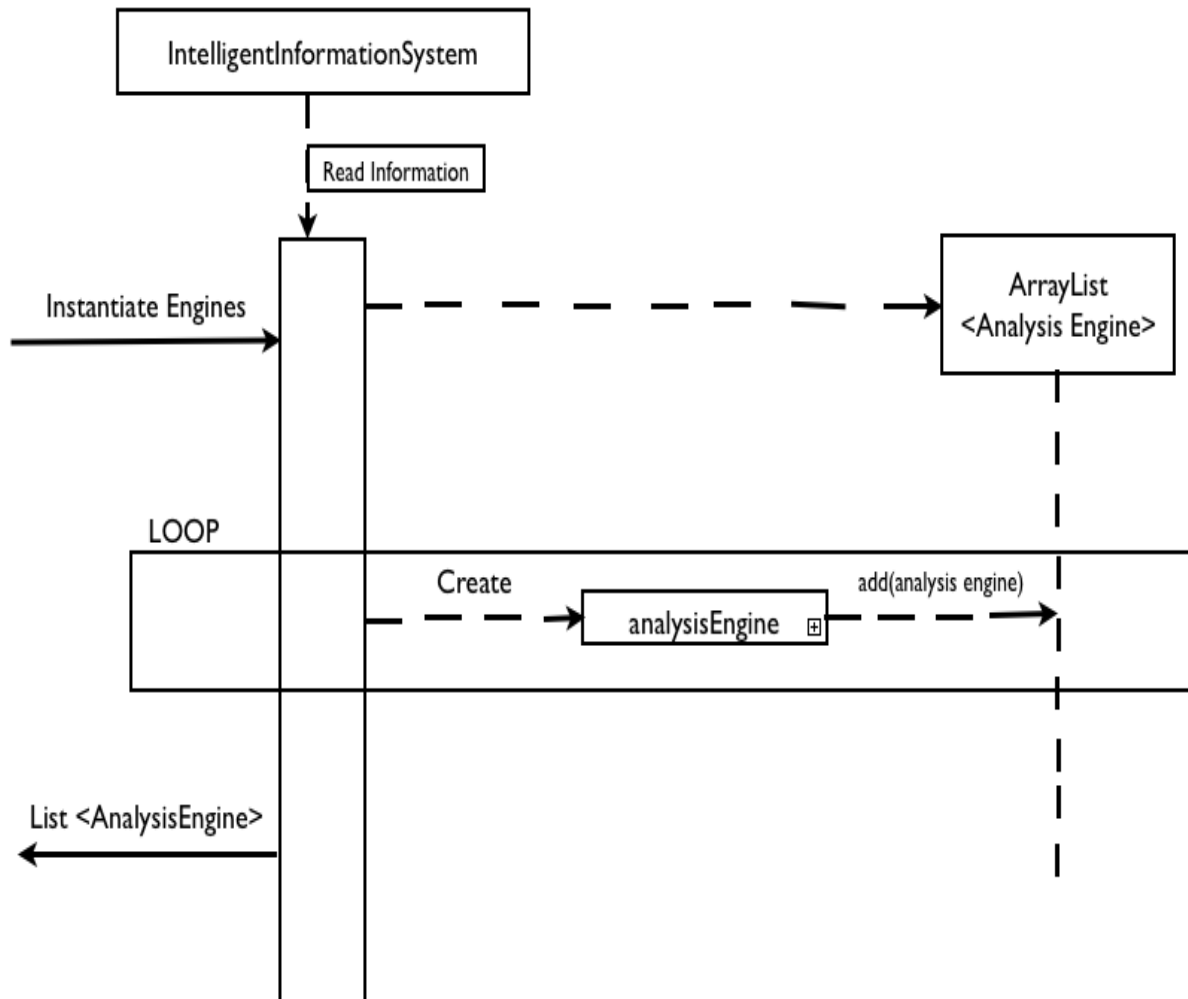 IntelligentInformationSystem
Read Information
Instantiate Engines
ArrayList
<Analysis Engine>
LOOP
Create
add(analysis engine)
analysisEngine
List <AnalysisEngine>